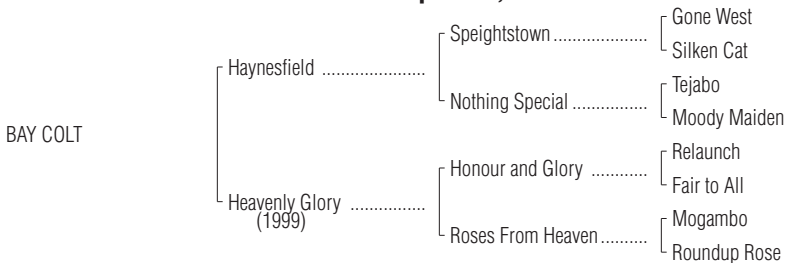 Gone West
Speightstown ....................
Silken Cat
Haynesfield ......................
Tejabo
Nothing Special ................
Moody Maiden
BAY COLT
Relaunch
Honour and Glory ............
Fair to All
Heavenly Glory ................
(1999)
Mogambo
Roses From Heaven ..........
Roundup Rose